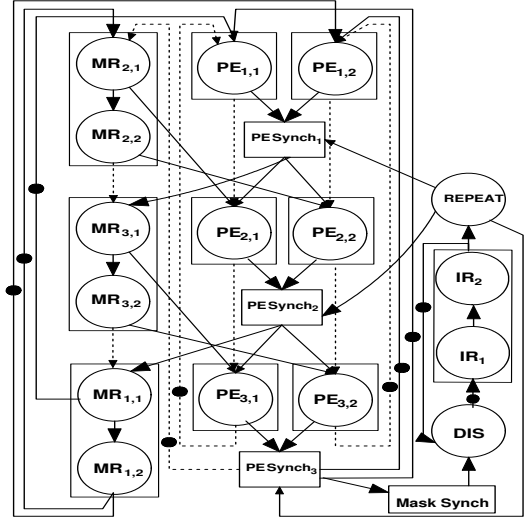 MR2,1 PE1,1 PE1,2
MR2,2 PESynch1
REPEAT
MR3,1 PE2,1 PE2,2
IR2
MR3,2 PESynch2
IR1
MR1,1 PE3,1 PE3,2
DIS
MR1,2 PESynch3
Mask Synch